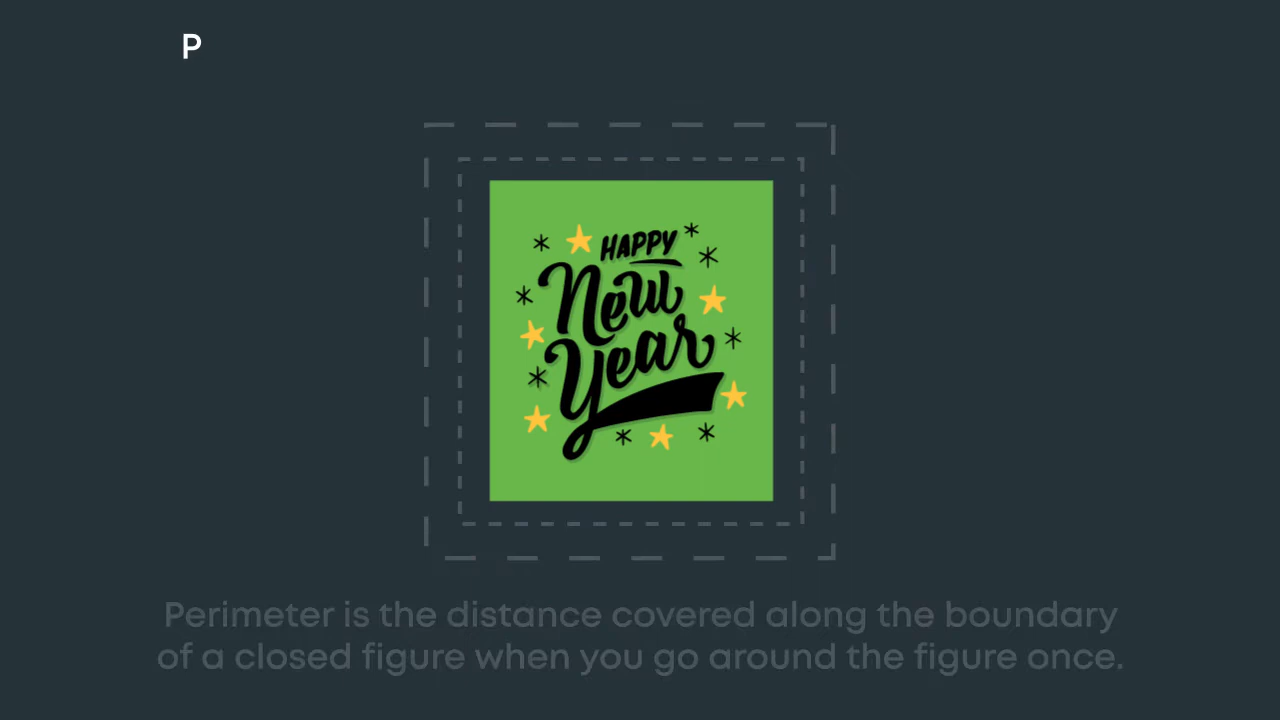 P
HAPPY
New
Year
Perimeter is the distance covered along the boundary
of a closed figure when you go around the figure once.